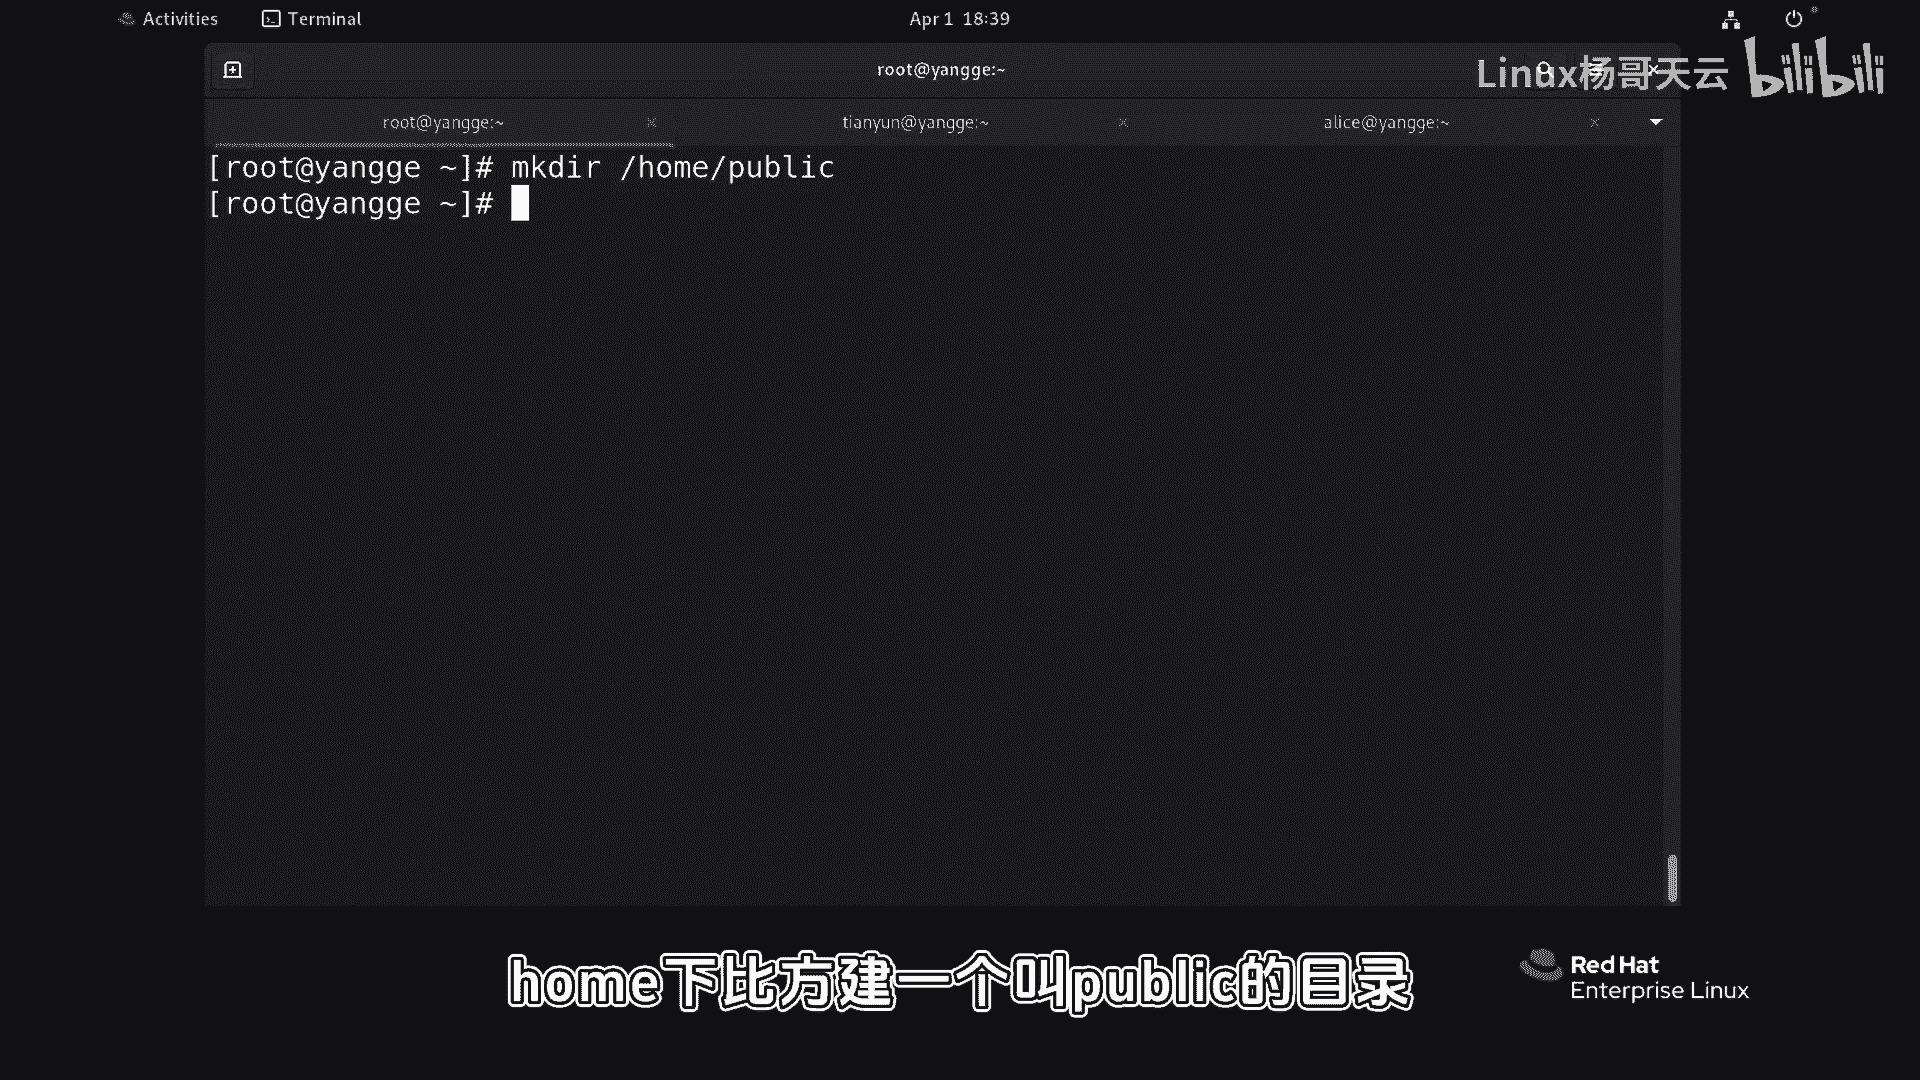 Activities Terminal Apr 1 18:39
root@yangge:~
Linux杨哥天云 bilibili
root@yangge:~ tianyun@yangge:~ alice@yangge:~
[root@yangge ~]# mkdir /home/public
[root@yangge ~]#
home下比方建一个叫public的目录
Red Hat
Enterprise Linux